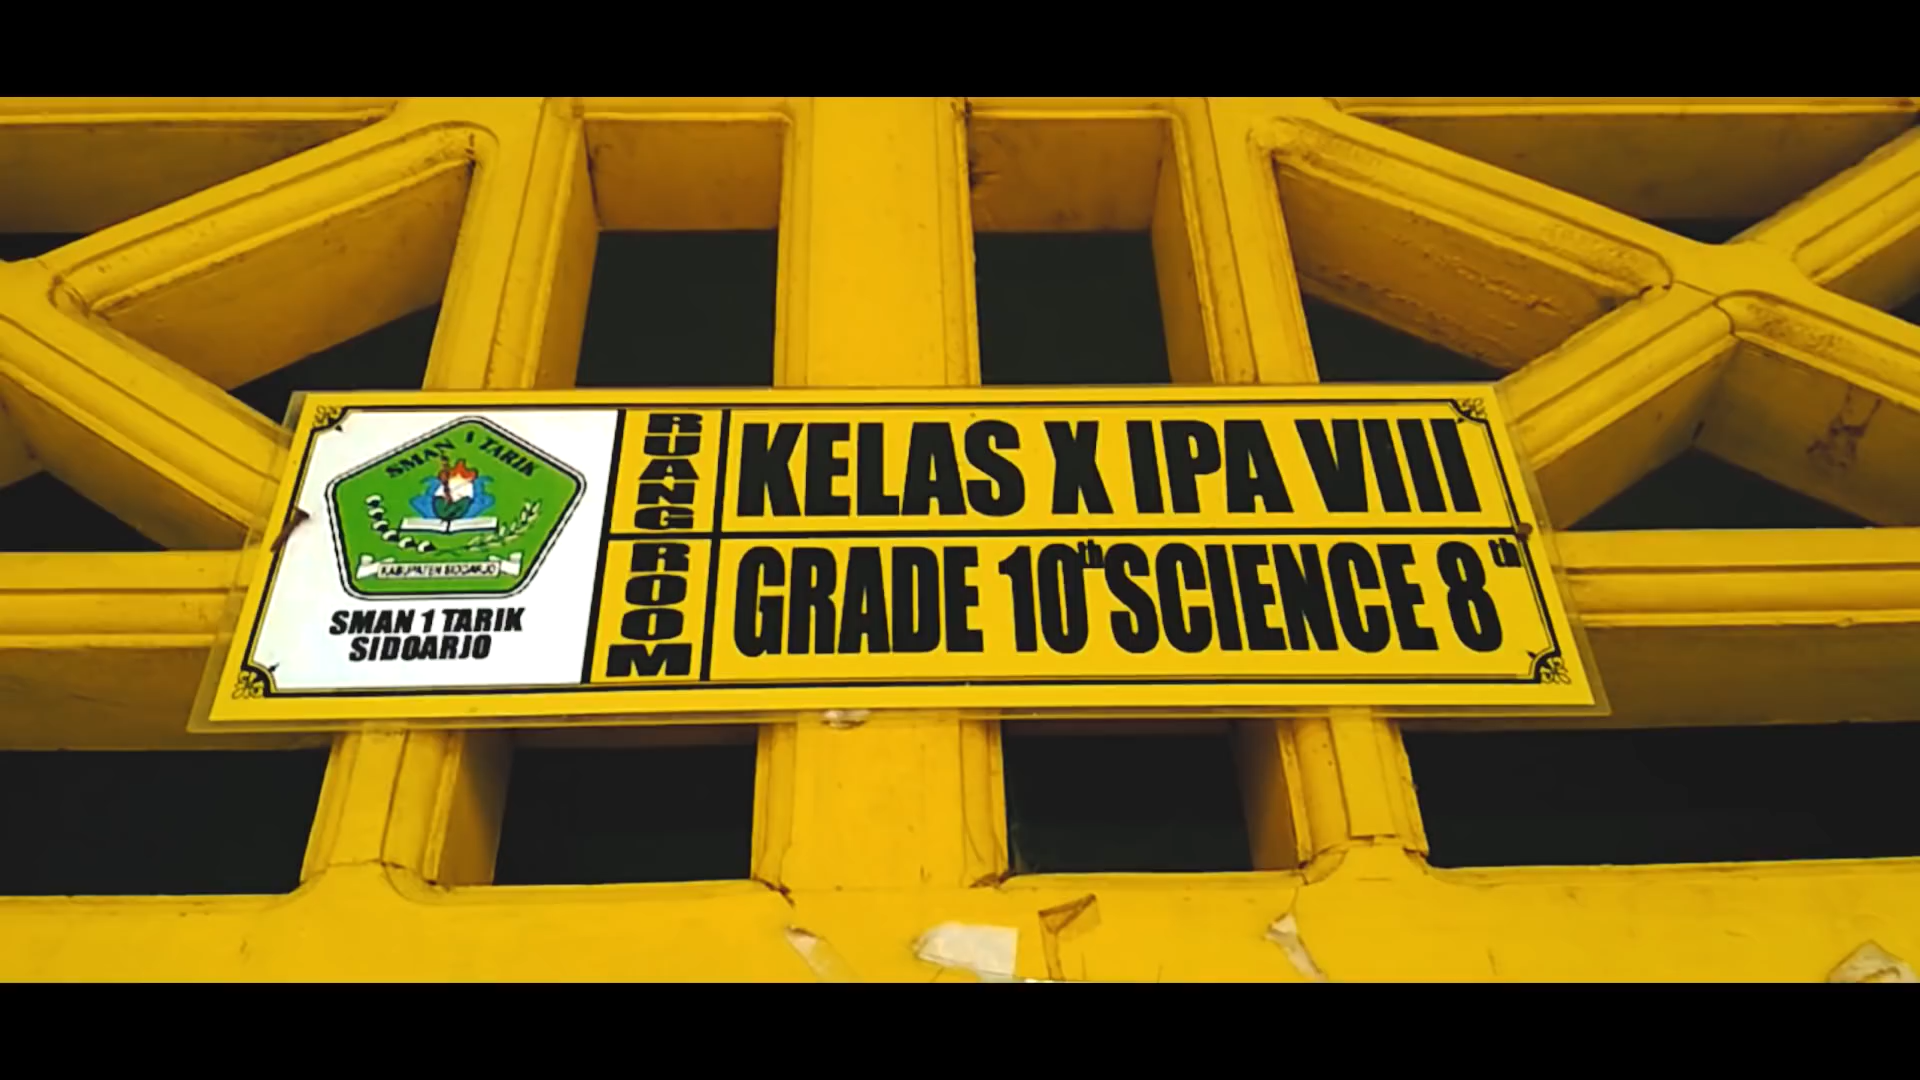 SMAN 1 TARIK
KABUPATEN SIDOARJO
SMAN 1 TARIK
SIDOARJO
RUANG
ROOM
KELAS X IPA VIII
GRADE 10th SCIENCE 8th